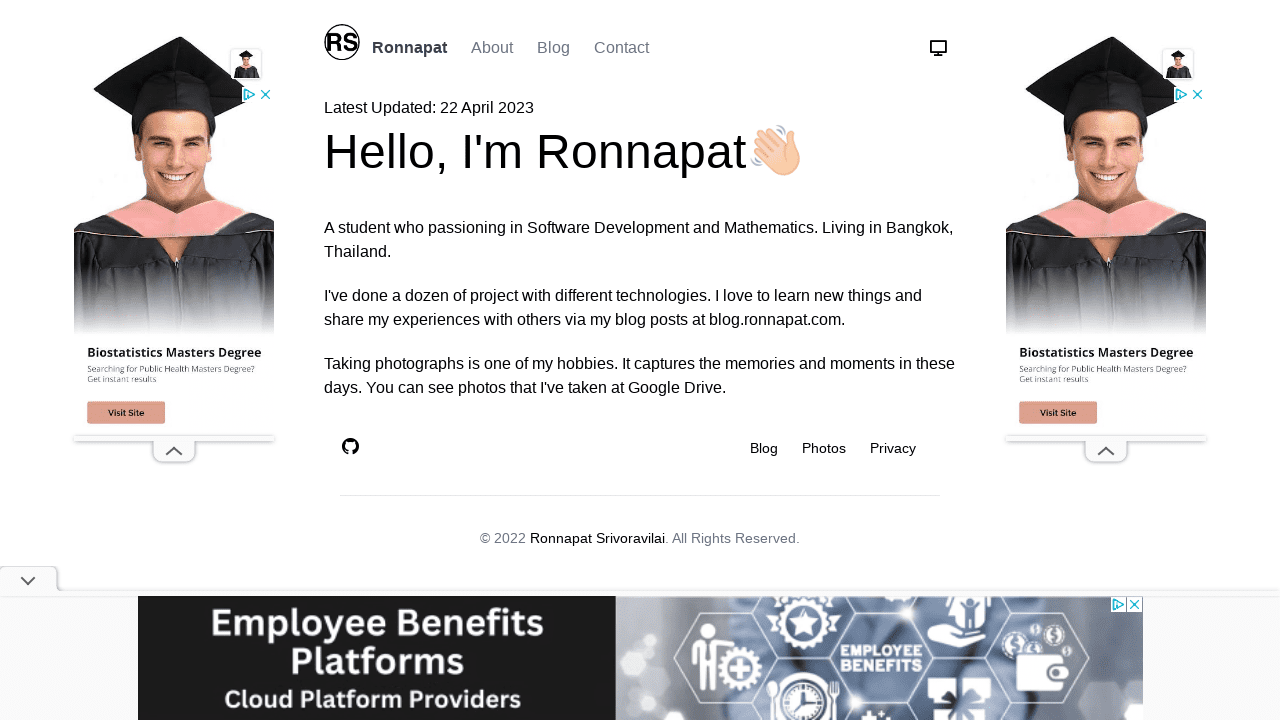 RS Ronnapat About Blog Contact
Latest Updated: 22 April 2023
Hello, I'm Ronnapat
A student who passioning in Software Development and Mathematics. Living in Bangkok,
Thailand.
I've done a dozen of project with different technologies. I love to learn new things and
share my experiences with others via my blog posts at blog.ronnapat.com.
Taking photographs is one of my hobbies. It captures the memories and moments in these
days. You can see photos that I've taken at Google Drive.
Blog Photos Privacy
© 2022 Ronnapat Srivoravilai. All Rights Reserved.
Biostatistics Masters Degree
Searching for Public Health Masters Degree?
Get instant results
Visit Site
Biostatistics Masters Degree
Searching for Public Health Masters Degree?
Get instant results
Visit Site
Employee Benefits
Platforms
Cloud Platform Providers
EMPLOYEE
BENEFITS